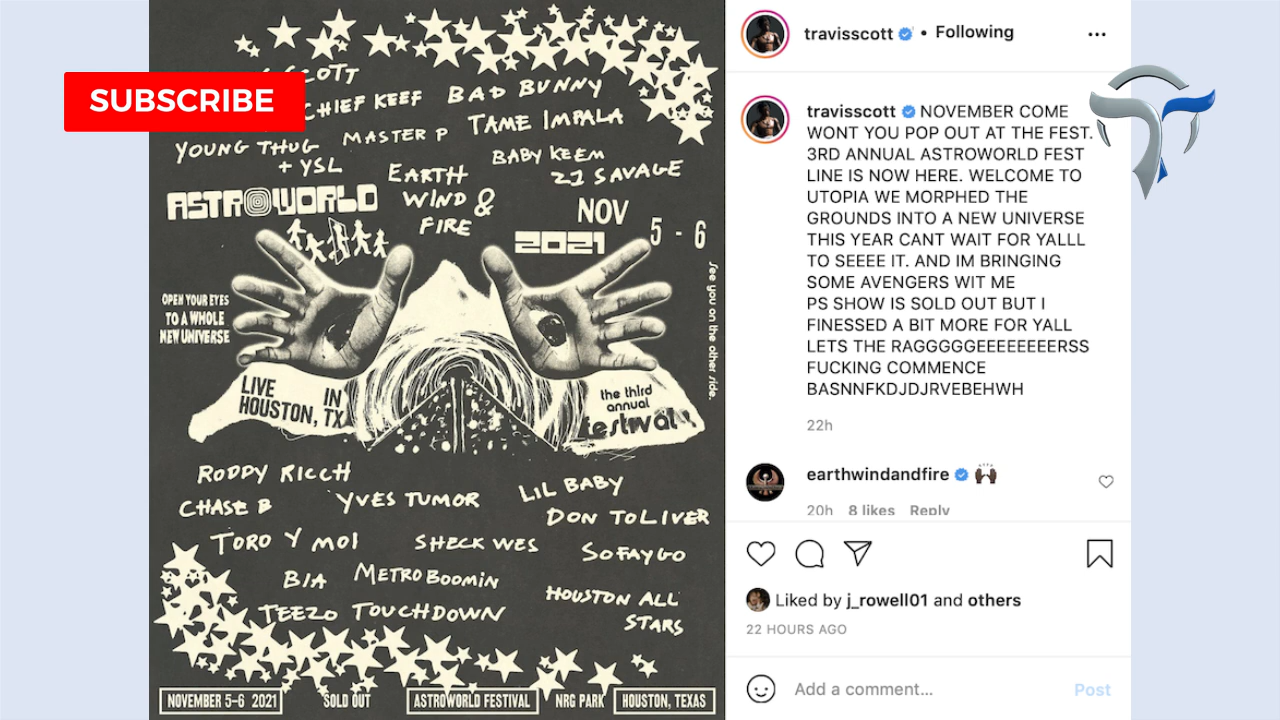 . SCOTT
SUBSCRIBE
CHIEF KEEF
BAD BUNNY
YOUNG THUG
+ YSL
MASTER P
TAME IMPALA
EARTH
WIND &
FIRE
BABY KEEM
21 SAVAGE
ASTROWORLD
NOV
2021
5 - 6
OPEN YOUR EYES
TO A WHOLE
NEW UNIVERSE
See you on the other side.
LIVE IN
HOUSTON, TX
the third
annual
festival
RODDY RICCH
CHASE B
YVES TUMOR
LIL BABY
DON TOLIVER
TORO Y MOI
SHECK WES
SOFAYGO
BIA
METRO BOOMIN
HOUSTON ALL
STARS
TEEZO TOUCHDOWN
NOVEMBER 5-6 2021
SOLD OUT
ASTROWORLD FESTIVAL
NRG PARK
HOUSTON, TEXAS
travisscott • Following
travisscott NOVEMBER COME
WONT YOU POP OUT AT THE FEST.
3RD ANNUAL ASTROWORLD FEST
LINE IS NOW HERE. WELCOME TO
UTOPIA WE MORPHED THE
GROUNDS INTO A NEW UNIVERSE
THIS YEAR CANT WAIT FOR YALLL
TO SEEEE IT. AND IM BRINGING
SOME AVENGERS WIT ME
PS SHOW IS SOLD OUT BUT I
FINESSED A BIT MORE FOR YALL
LETS THE RAGGGGGEEEEEEEERSS
FUCKING COMMENCE
BASNNFKDJDJRVEBEHWH
22h
earthwindandfire 🙌🏿
20h 8 likes Reply
Liked by j_rowell01 and others
22 HOURS AGO
Add a comment...
Post